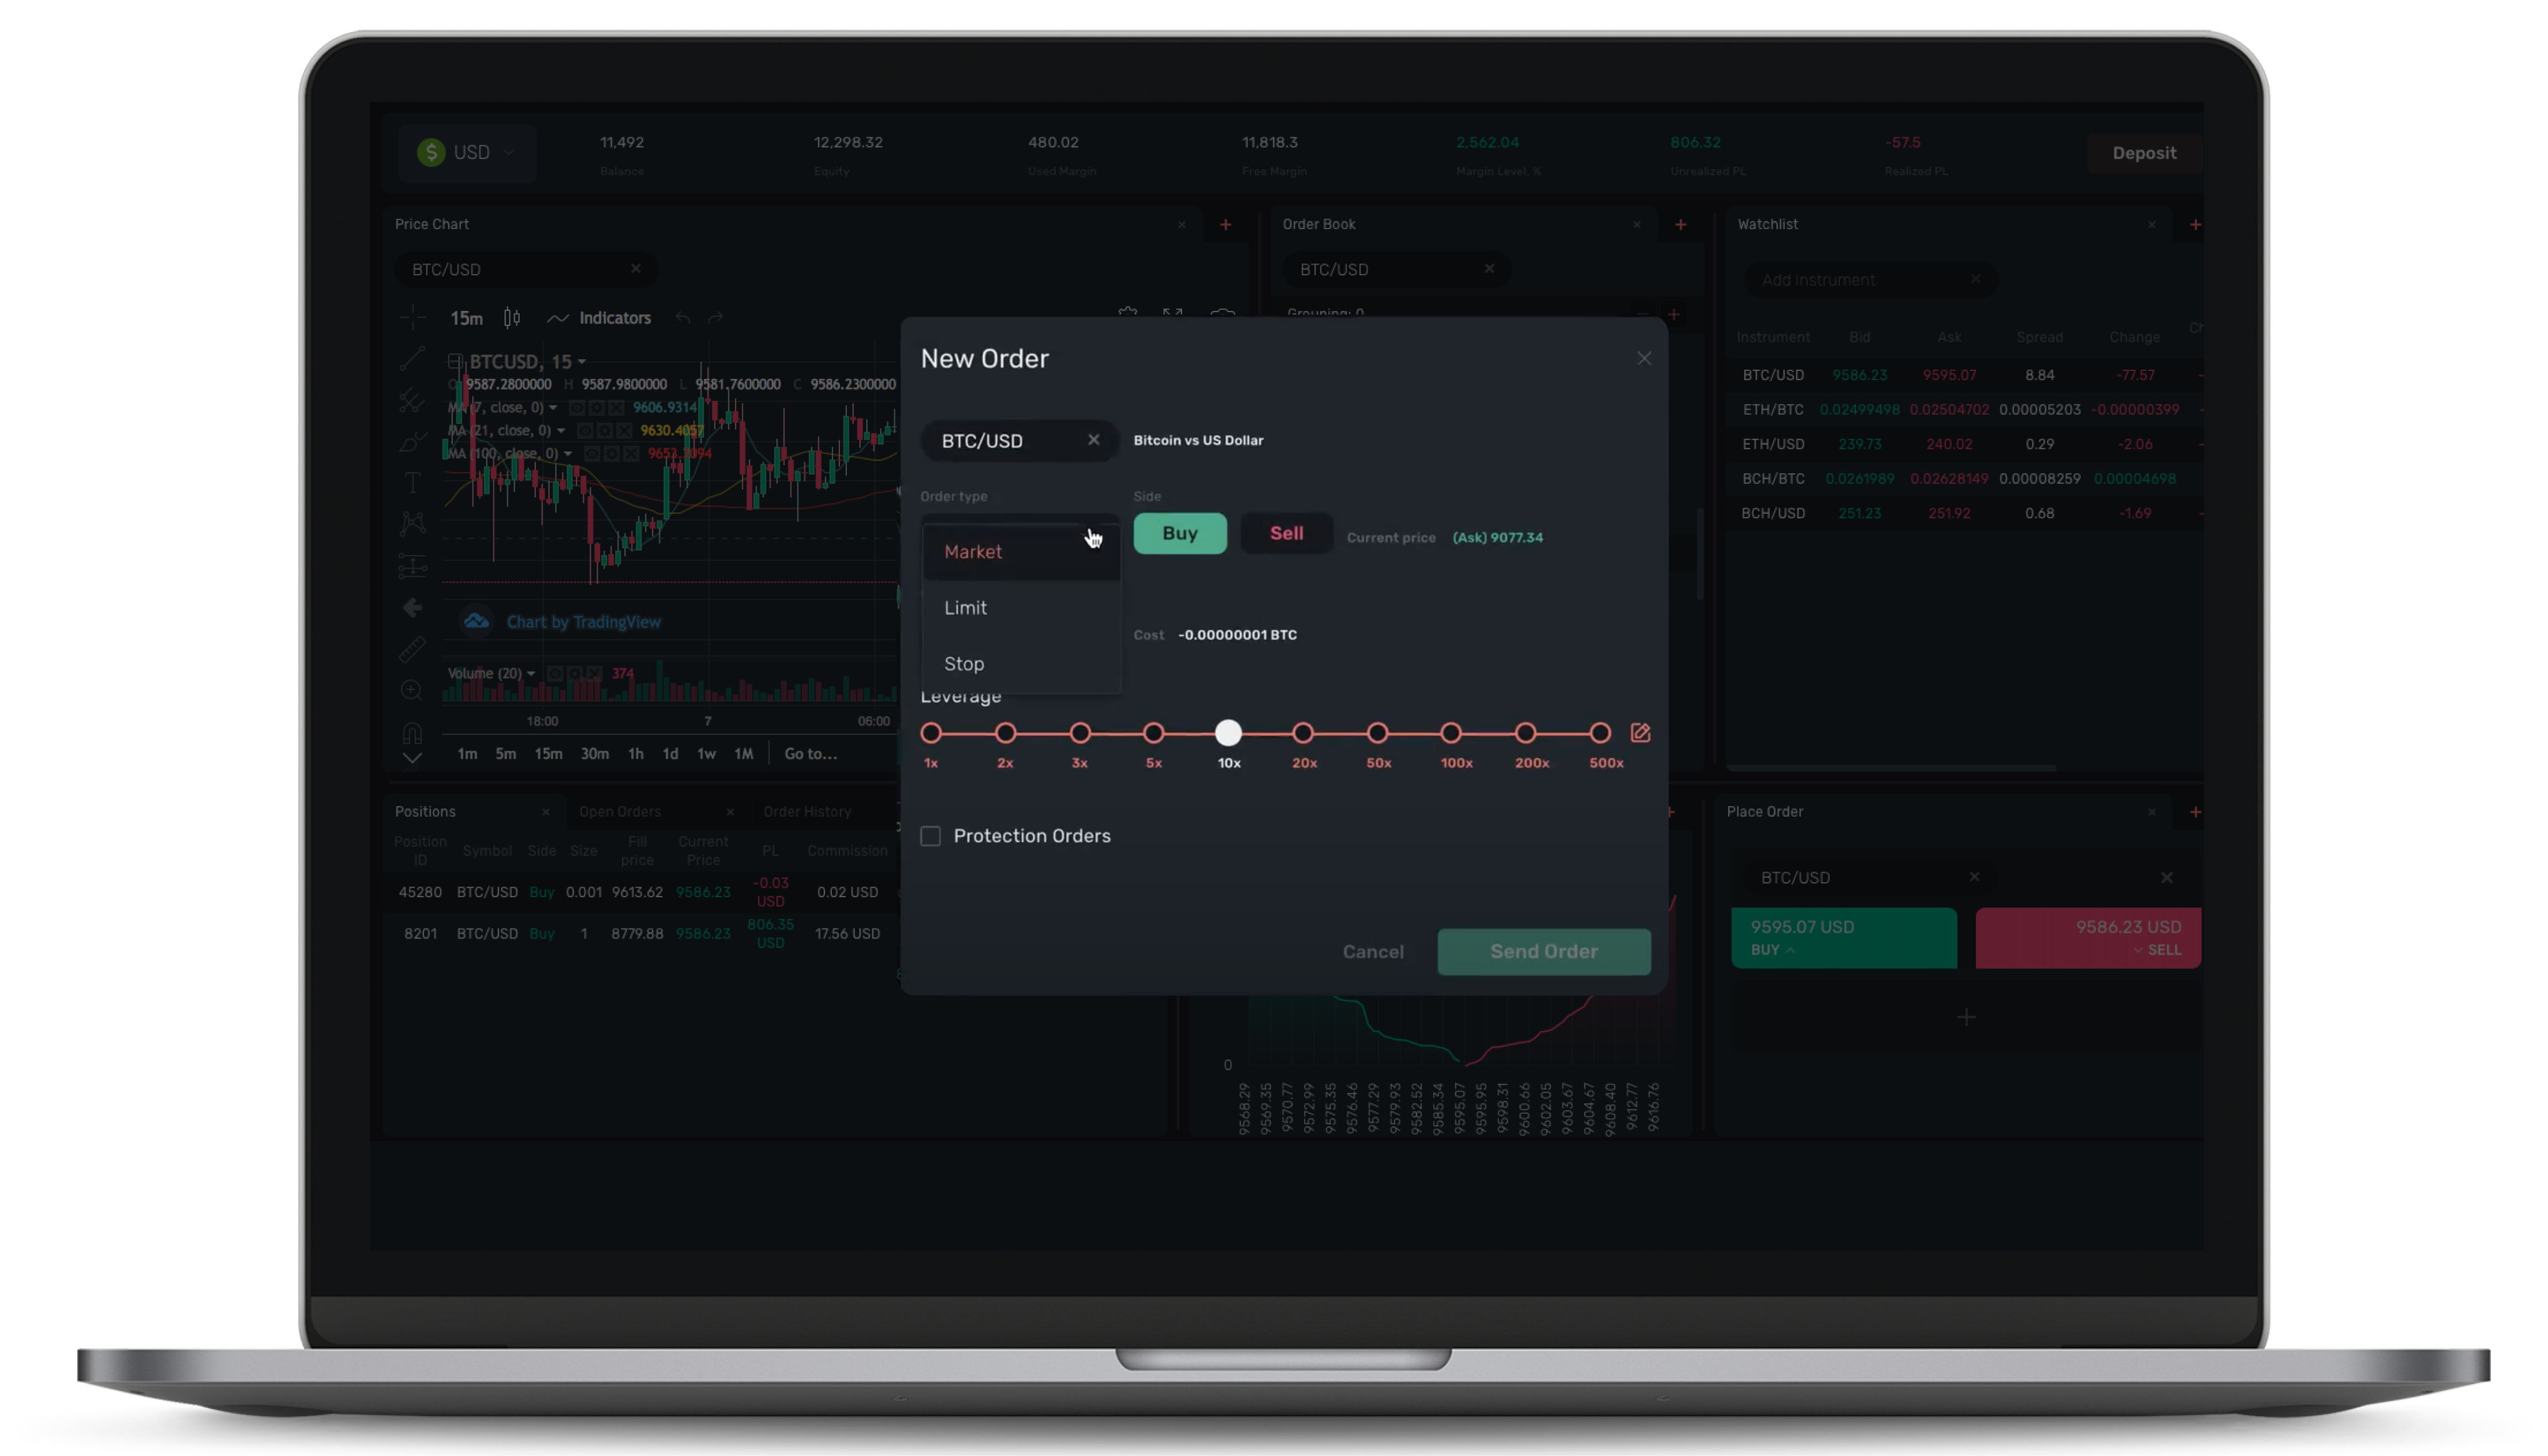 USD
11,492
Balance
12,298.32
Equity
480.02
Used Margin
11,818.3
Free Margin
2,562.04
Margin Level, %
806.32
Unrealized PL
-57.5
Realized PL
Deposit
Price Chart
BTC/USD
15m Indicators
BTCUSD, 15
O 9587.2800000 H 9587.9800000 L 9581.7600000 C 9586.2300000
MA (7, close, 0) 9606.9314
MA (21, close, 0) 9630.4057
MA (100, close, 0)
Chart by TradingView
Volume (20) 374
18:00 7 06:00
1m 5m 15m 30m 1h 1d 1w 1M Go to...
Order Book
BTC/USD
Grouping: 0
Watchlist
Add instrument
Instrument Bid Ask Spread Change
BTC/USD 9586.23 9595.07 8.84 -77.57
ETH/BTC 0.02499498 0.02504702 0.00005203 -0.00000399
ETH/USD 239.73 240.02 0.29 -2.06
BCH/BTC 0.0261989 0.02628149 0.00008259 0.00004698
BCH/USD 251.23 251.92 0.68 -1.69
New Order
BTC/USD Bitcoin vs US Dollar
Order type Side
Market
Limit
Stop
Buy Sell Current price (Ask) 9077.34
Cost -0.00000001 BTC
Leverage
1x 2x 3x 5x 10x 20x 50x 100x 200x 500x
Protection Orders
Cancel Send Order
Positions Open Orders Order History
Position ID Symbol Side Size Fill price Current Price PL Commission
45280 BTC/USD Buy 0.001 9613.62 9586.23 -0.03 USD 0.02 USD
8201 BTC/USD Buy 1 8779.88 9586.23 806.35 USD 17.56 USD
0
9568.29 9569.35 9570.77 9572.99 9575.35 9576.46 9577.29 9579.93 9582.52 9585.34 9595.07 9595.95 9598.31 9600.66 9602.05 9603.67 9604.67 9608.40 9612.77 9616.76
Place Order
BTC/USD
9595.07 USD
BUY
9586.23 USD
SELL